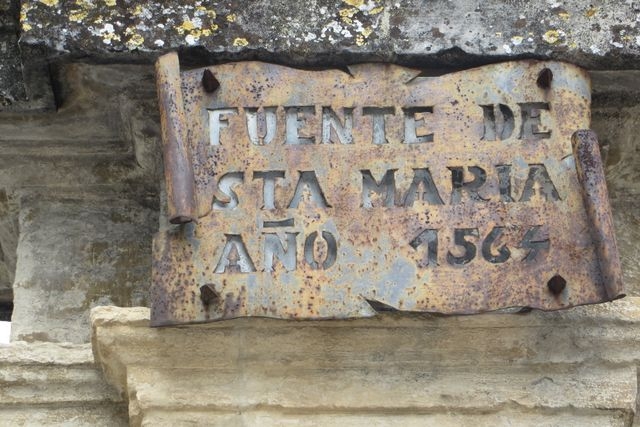 FUENTE DE
STA MARIA
AÑO 1564